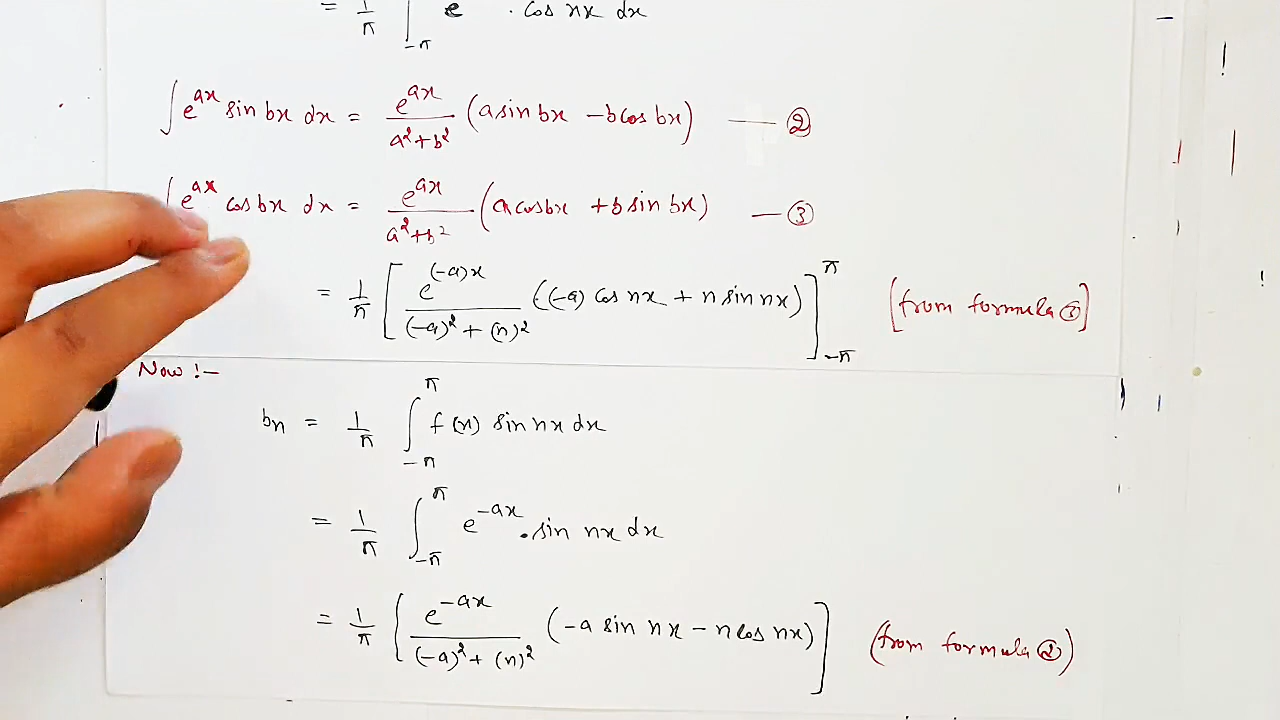 = 1/π ∫_{-π} e . cos nx dx
∫ e^{ax} sin bx dx = e^{ax}/(a²+b²) (a sin bx − b cos bx) —— ②
∫ e^{ax} cos bx dx = e^{ax}/(a²+b²) (a cos bx + b sin bx) — ③
= 1/π [ e^{(-a)x}/((-a)²+(n)²) ((-a) cos nx + n sin nx) ]_{-π}^{π} [from formula ③]
Now :-
bn = 1/π ∫_{-π}^{π} f(x) sin nx dx
= 1/π ∫_{-π}^{π} e^{-ax} . sin nx dx
= 1/π [ e^{-ax}/((-a)²+(n)²) (-a sin nx − n cos nx) ] (from formula ②)